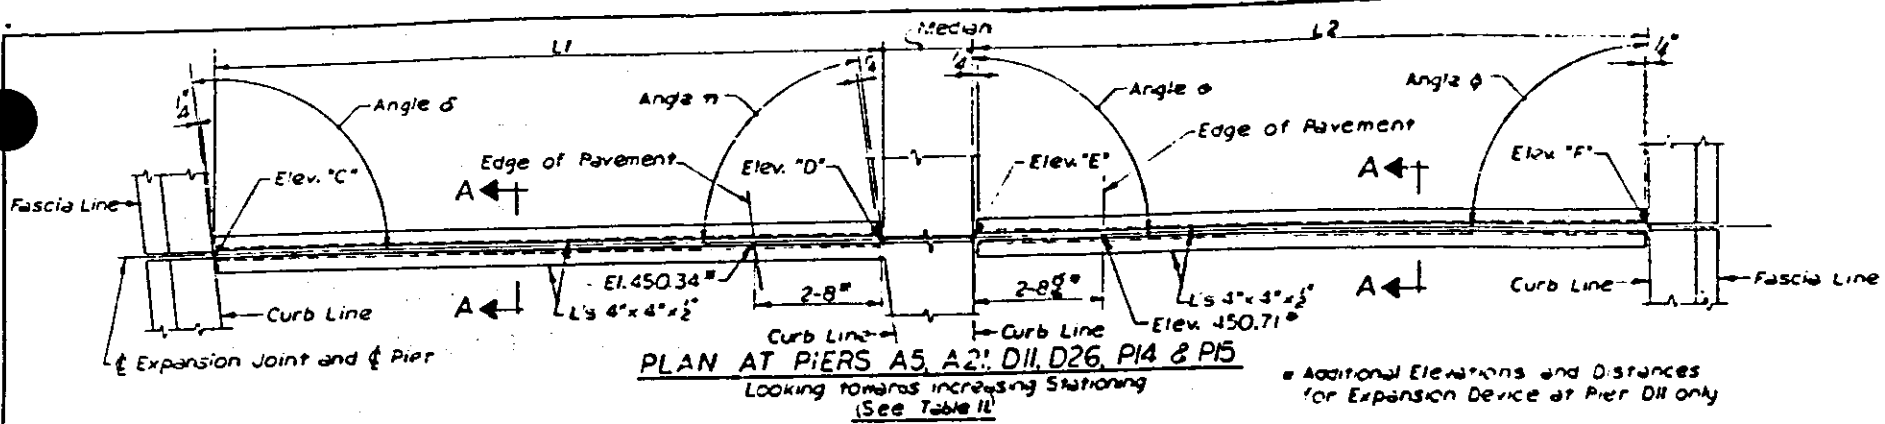 L1
Median
L2
1/4"
Angle δ
Angle η
1/4
1/4
Angle ø
Angle ϕ
1/4"
Edge of Pavement
Edge of Pavement
Elev. "C"
A
Elev. "D"
Elev. "E"
A
Elev. "F"
Fascia Line
El. 450.34*
2-8*
A
L's 4"x 4"x 1/2"
Curb Line
Curb Line
Curb Line
L's 4"x 4"x 1/2"
Elev. 450.71*
A
Curb Line
Fascia Line
℄ Expansion Joint and ℄ Pier
PLAN AT PIERS A5, A21, D11, D26, P14 & P15
Looking towards increasing Stationing
(See Table II)
* Additional Elevations and Distances
for Expansion Device at Pier D11 only